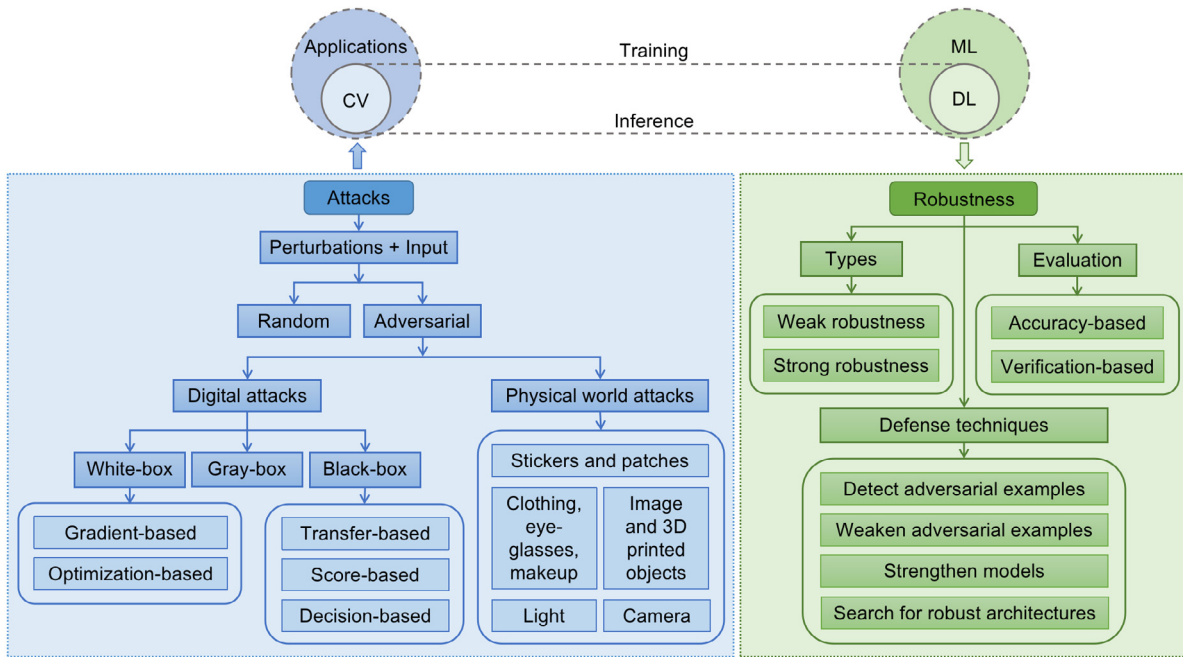 Applications
CV
Training
Inference
ML
DL
Attacks
Perturbations + Input
Random
Adversarial
Digital attacks
Physical world attacks
White-box
Gray-box
Black-box
Gradient-based
Optimization-based
Transfer-based
Score-based
Decision-based
Stickers and patches
Clothing,
eye-
glasses,
makeup
Image
and 3D
printed
objects
Light
Camera
Robustness
Types
Evaluation
Weak robustness
Strong robustness
Accuracy-based
Verification-based
Defense techniques
Detect adversarial examples
Weaken adversarial examples
Strengthen models
Search for robust architectures